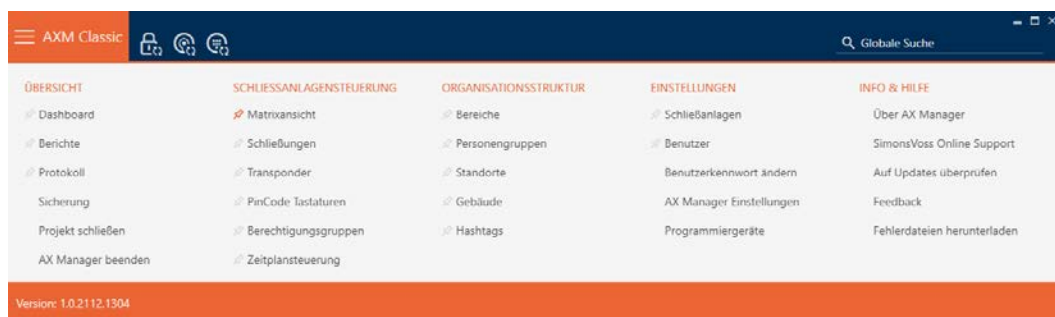 AXM Classic
Globale Suche
ÜBERSICHT
Dashboard
Berichte
Protokoll
Sicherung
Projekt schließen
AX Manager beenden
SCHLIESSANLAGENSTEUERUNG
Matrixansicht
Schließungen
Transponder
PinCode Tastaturen
Berechtigungsgruppen
Zeitplansteuerung
ORGANISATIONSSTRUKTUR
Bereiche
Personengruppen
Standorte
Gebäude
Hashtags
EINSTELLUNGEN
Schließanlagen
Benutzer
Benutzerkennwort ändern
AX Manager Einstellungen
Programmiergeräte
INFO & HILFE
Über AX Manager
SimonsVoss Online Support
Auf Updates überprüfen
Feedback
Fehlerdateien herunterladen
Version: 1.0.2112.1304